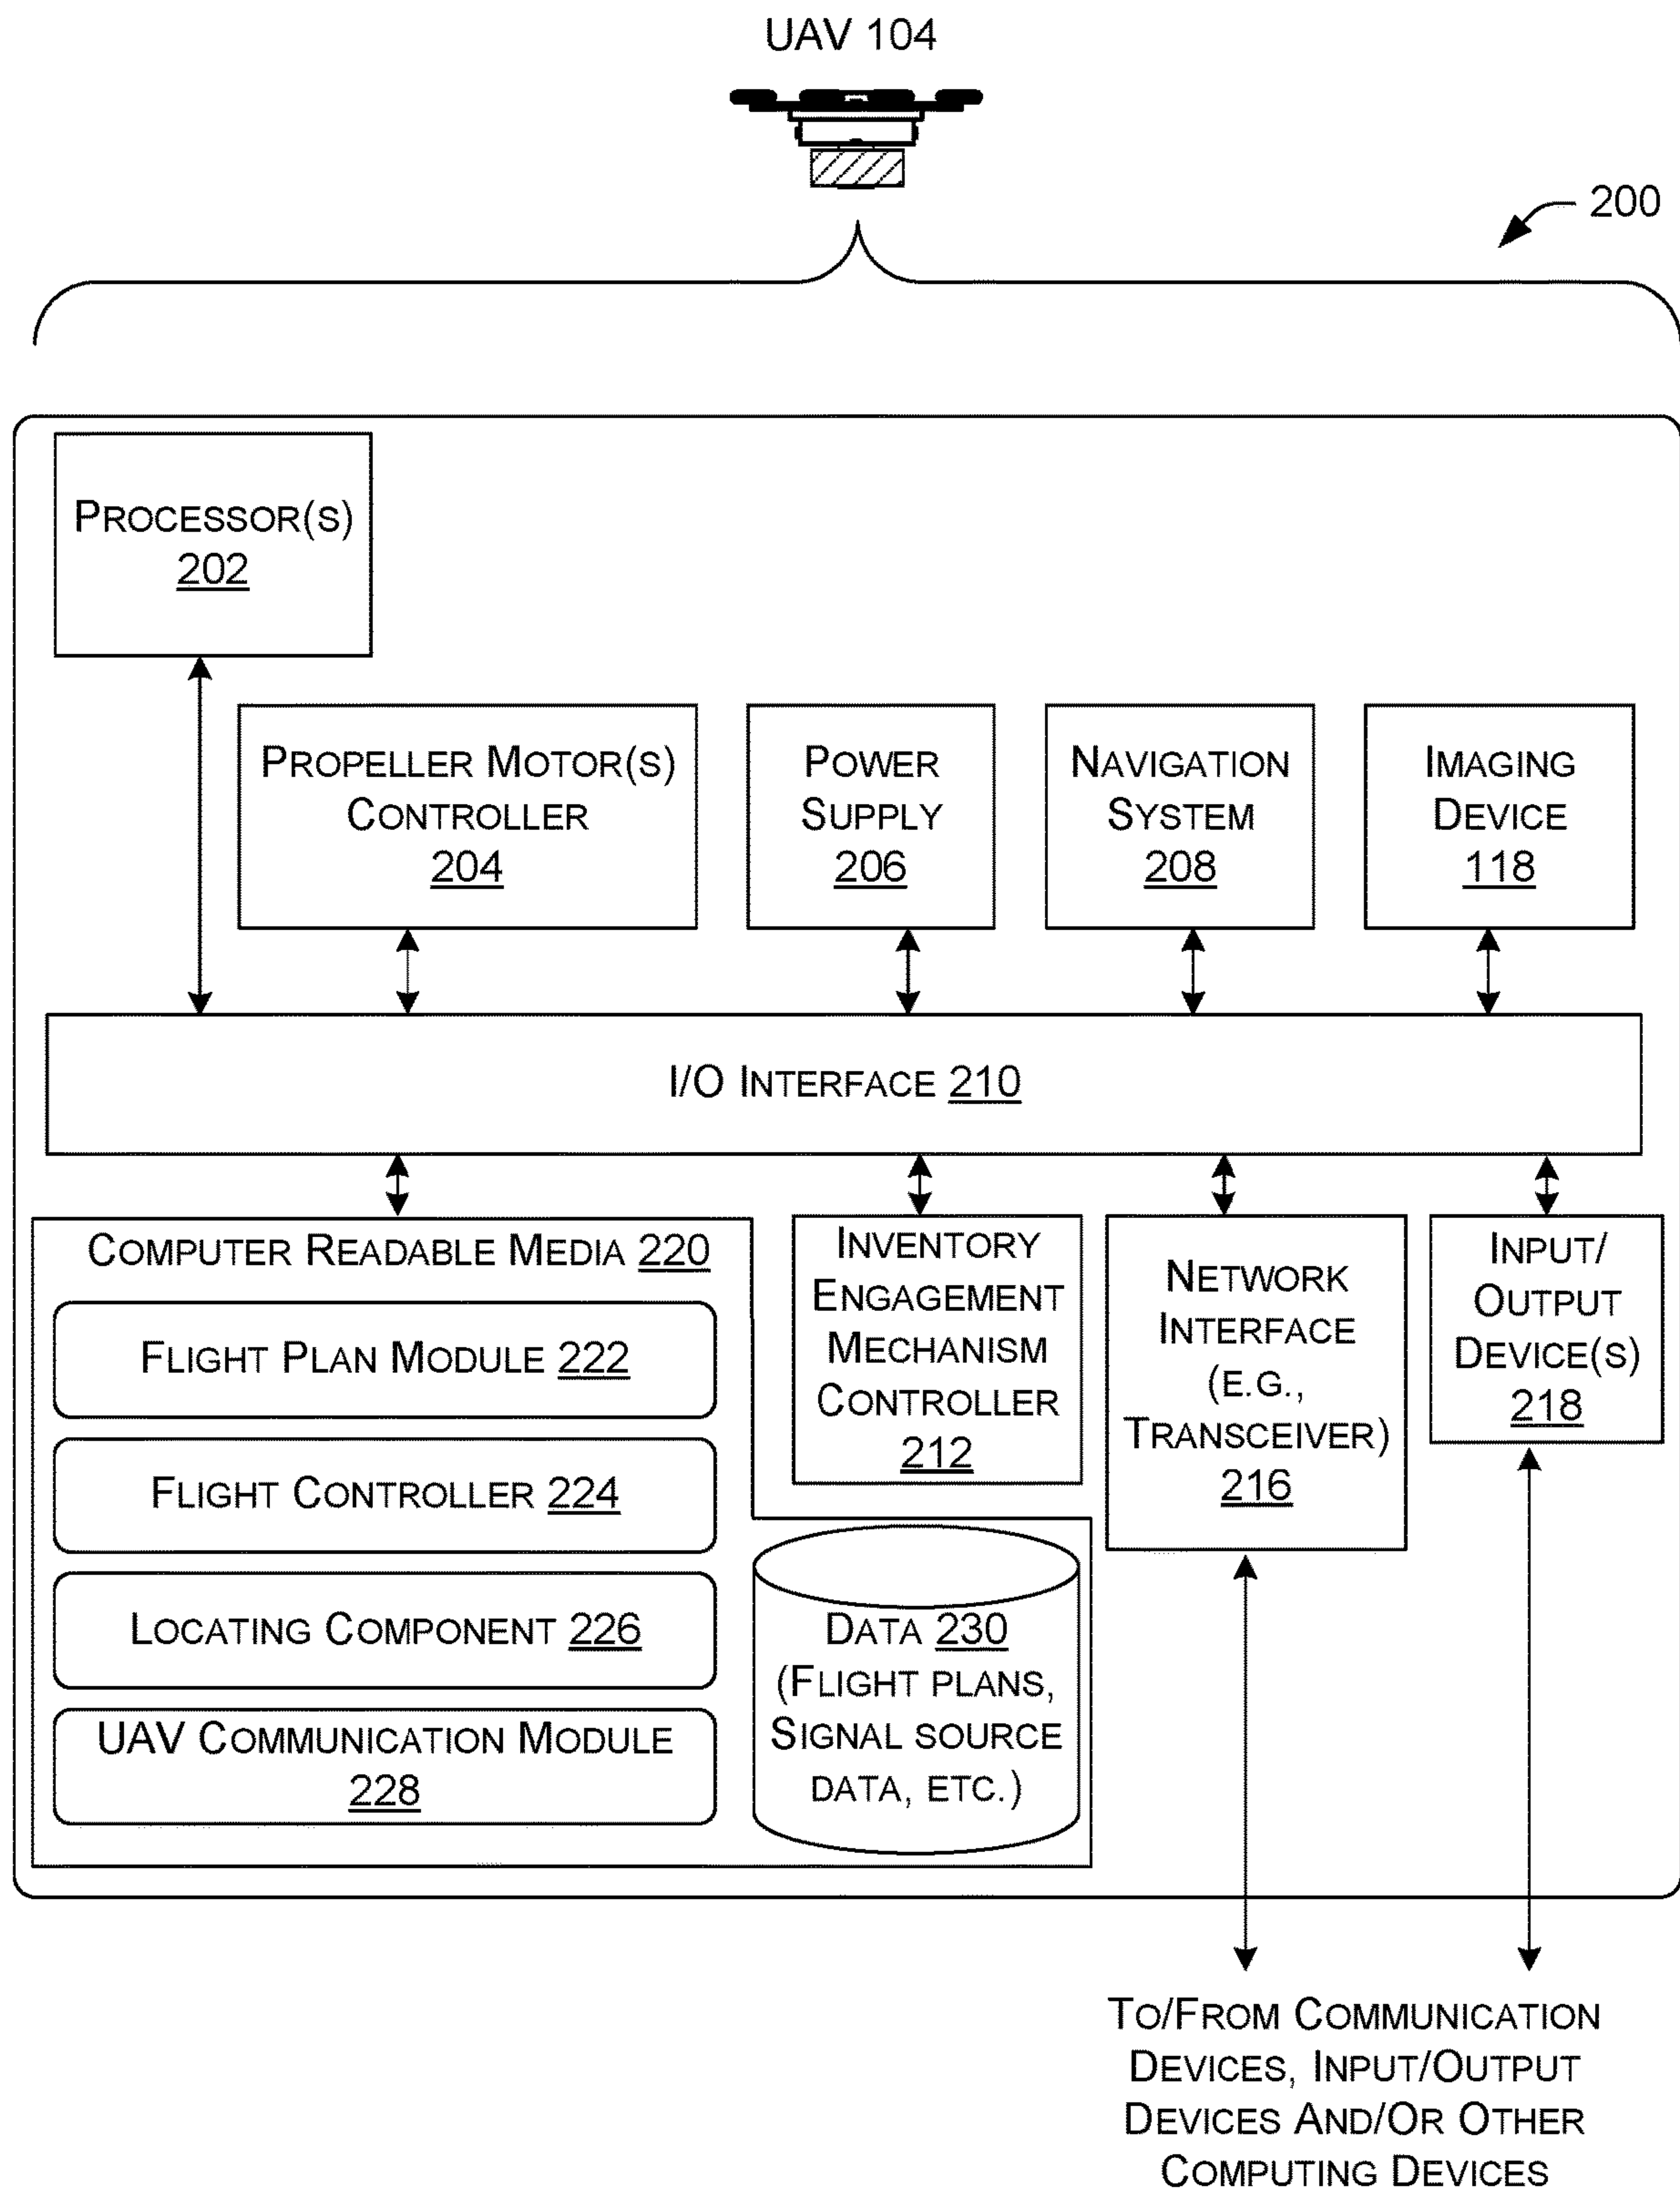 UAV 104
200
PROCESSOR(S)
202
PROPELLER MOTOR(S)
CONTROLLER
204
POWER
SUPPLY
206
NAVIGATION
SYSTEM
208
IMAGING
DEVICE
118
I/O INTERFACE 210
COMPUTER READABLE MEDIA 220
FLIGHT PLAN MODULE 222
FLIGHT CONTROLLER 224
LOCATING COMPONENT 226
UAV COMMUNICATION MODULE
228
DATA 230
(FLIGHT PLANS,
SIGNAL SOURCE
DATA, ETC.)
INVENTORY
ENGAGEMENT
MECHANISM
CONTROLLER
212
NETWORK
INTERFACE
(E.G.,
TRANSCEIVER)
216
INPUT/
OUTPUT
DEVICE(S)
218
TO/FROM COMMUNICATION
DEVICES, INPUT/OUTPUT
DEVICES AND/OR OTHER
COMPUTING DEVICES